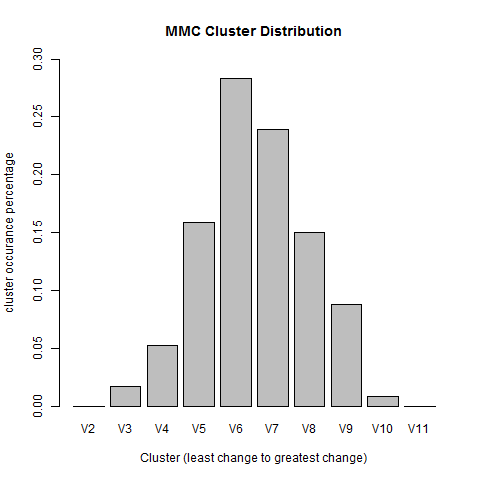 MMC Cluster Distribution
cluster occurance percentage
0.30
0.25
0.20
0.15
0.10
0.05
0.00
V2 V3 V4 V5 V6 V7 V8 V9 V10 V11
Cluster (least change to greatest change)